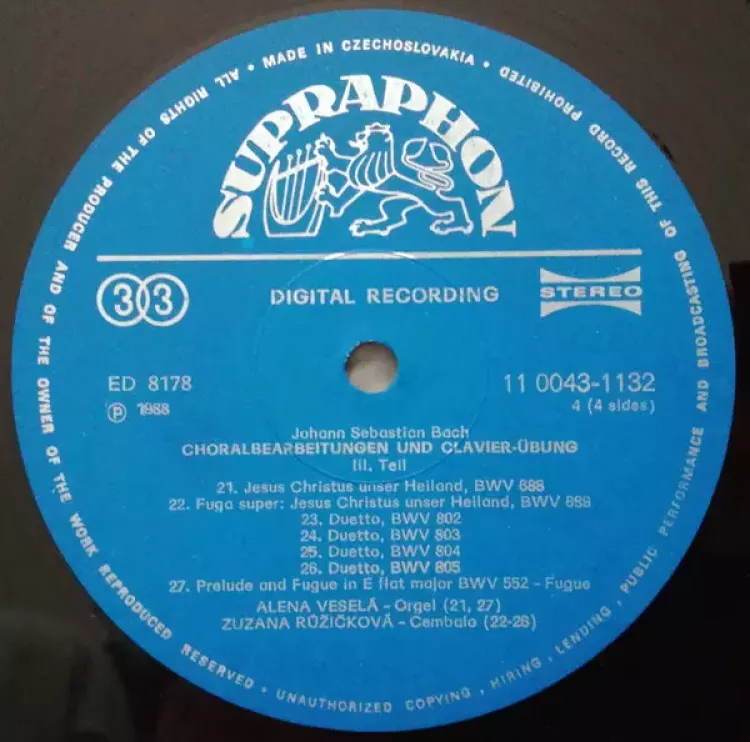 ALL RIGHTS OF THE PRODUCER AND OF THE OWNER OF THE WORK REPRODUCED RESERVED • UNAUTHORIZED COPYING, HIRING, LENDING, PUBLIC PERFORMANCE AND BROADCASTING OF THIS RECORD PROHIBITED • MADE IN CZECHOSLOVAKIA •
SUPRAPHON
33 DIGITAL RECORDING STEREO
ED 8178 11 0043-1132
Ⓟ 1988 4 (4 sides)
Johann Sebastian Bach
CHORALBEARBEITUNGEN UND CLAVIER-ÜBUNG
III. Teil
21. Jesus Christus unser Heiland, BWV 688
22. Fuga super: Jesus Christus unser Heiland, BWV 689
23. Duetto, BWV 802
24. Duetto, BWV 803
25. Duetto, BWV 804
26. Duetto, BWV 805
27. Prelude and Fugue in E flat major BWV 552 – Fugue
ALENA VESELÁ – Orgel (21, 27)
ZUZANA RŮŽIČKOVÁ – Cembalo (22-26)